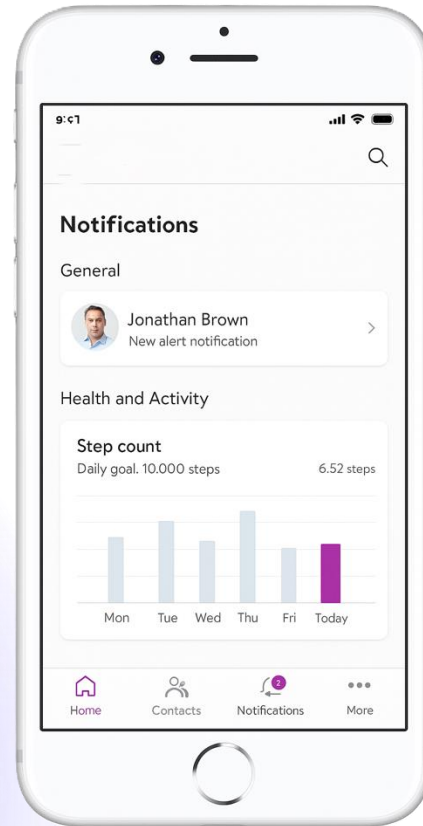 Notifications
General
Jonathan Brown
New alert notification
Health and Activity
Step count
Daily goal. 10.000 steps
6.52 steps
Mon Tue Wed Thu Fri Today
2
Home Contacts Notifications More